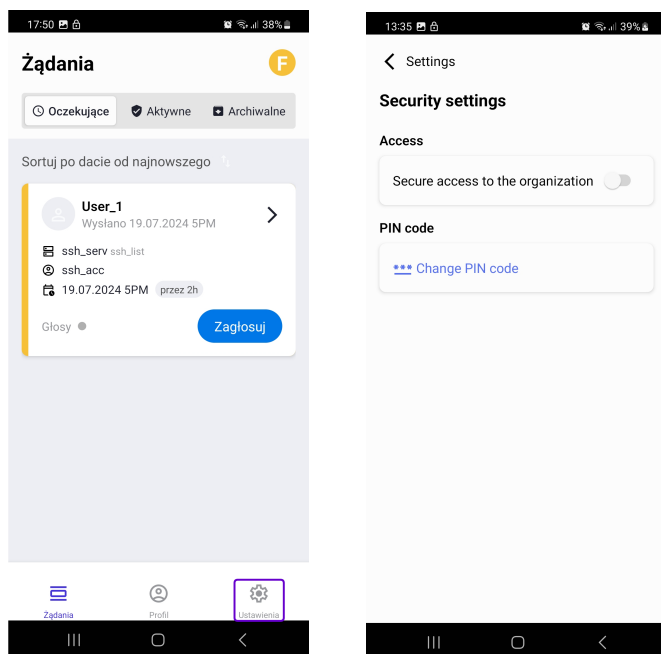 17:50 38%
Żądania F
Oczekujące Aktywne Archiwalne
Sortuj po dacie od najnowszego
User_1
Wysłano 19.07.2024 5PM
ssh_serv ssh_list
ssh_acc
19.07.2024 5PM przez 2h
Głosy Zagłosuj
Żądania Profil Ustawienia
13:35 39%
Settings
Security settings
Access
Secure access to the organization
PIN code
*** Change PIN code